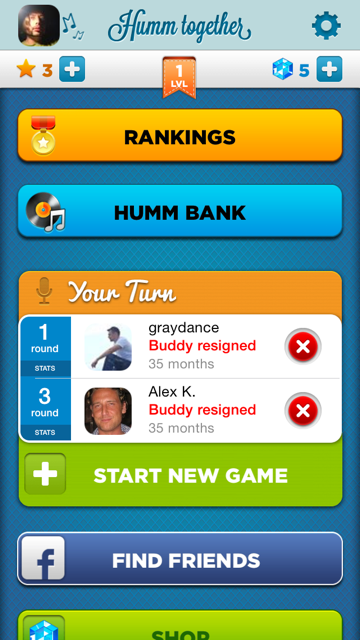 Humm together
3
1
LVL
5
RANKINGS
HUMM BANK
Your Turn
1
round
STATS
graydance
Buddy resigned
35 months
3
round
STATS
Alex K.
Buddy resigned
35 months
START NEW GAME
f
FIND FRIENDS
SHOP